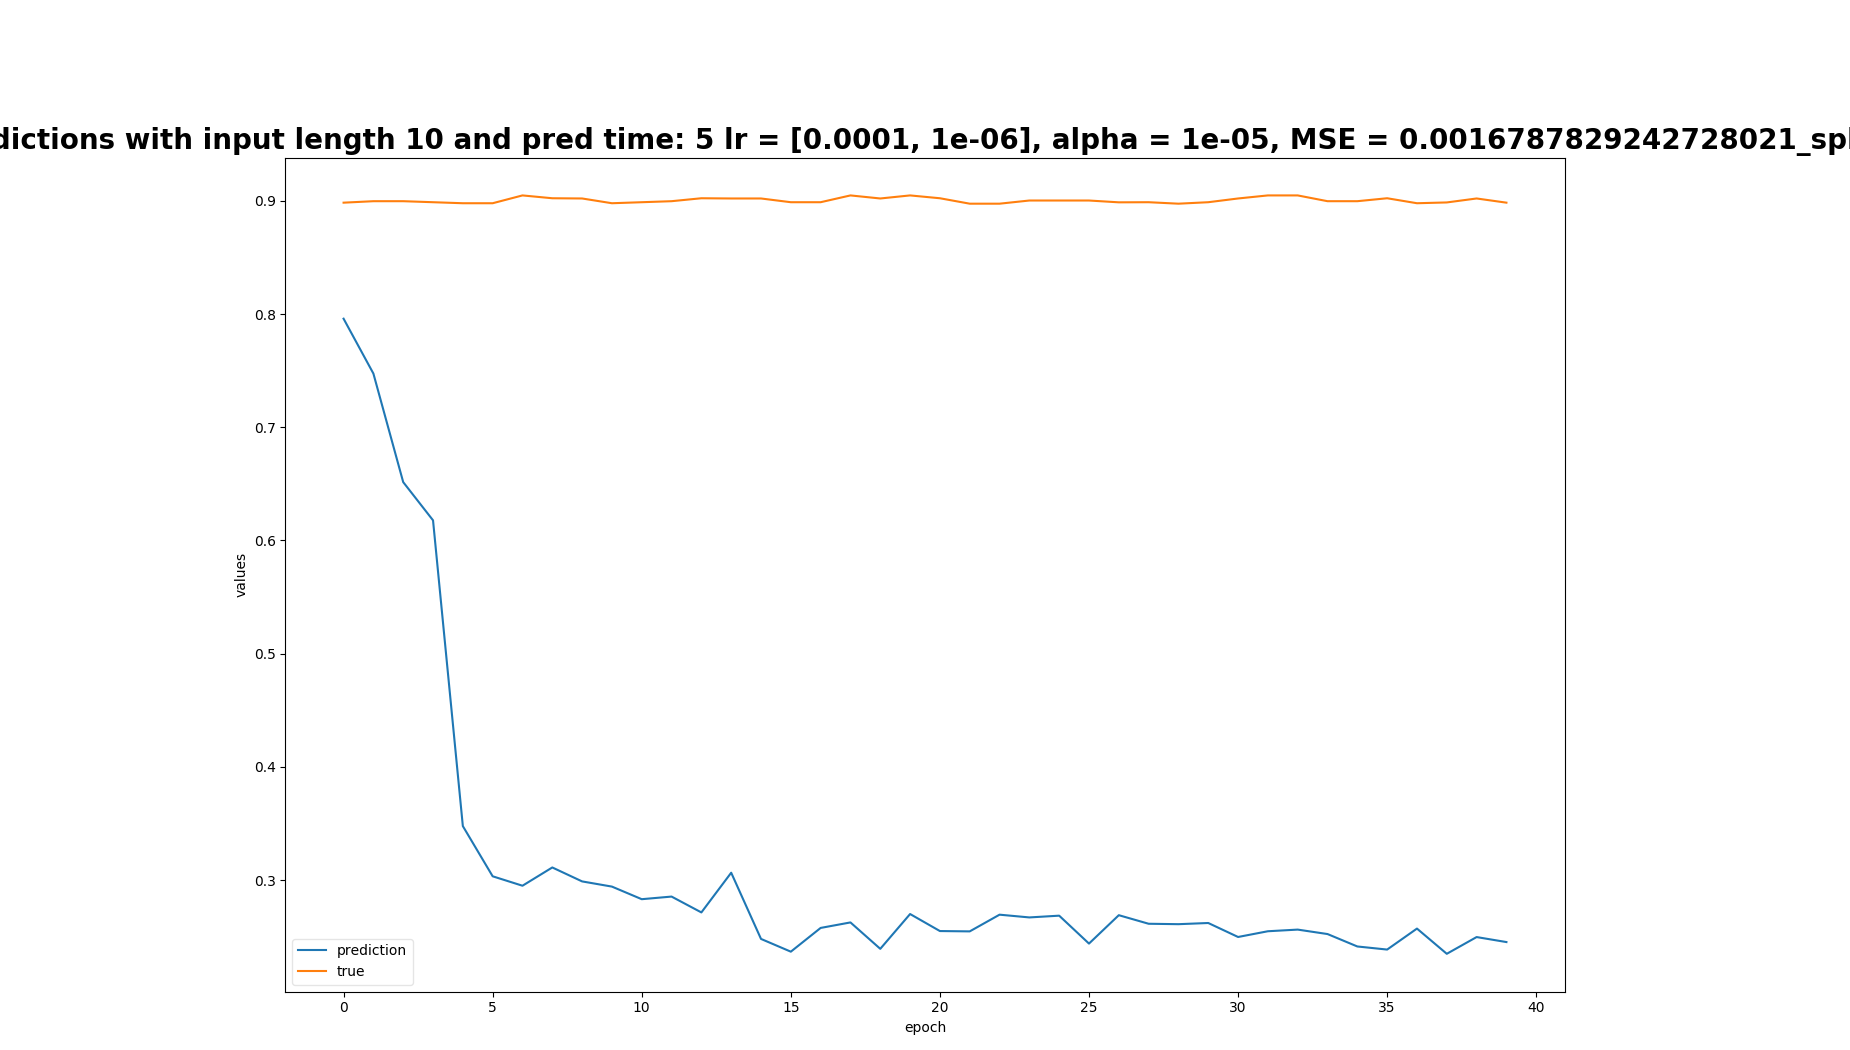 dictions with input length 10 and pred time: 5 lr = [0.0001, 1e-06], alpha = 1e-05, MSE = 0.0016787829242728021_spl
0.9
0.8
0.7
0.6
0.5
0.4
0.3
values
prediction
true
0 5 10 15 20 25 30 35 40
epoch